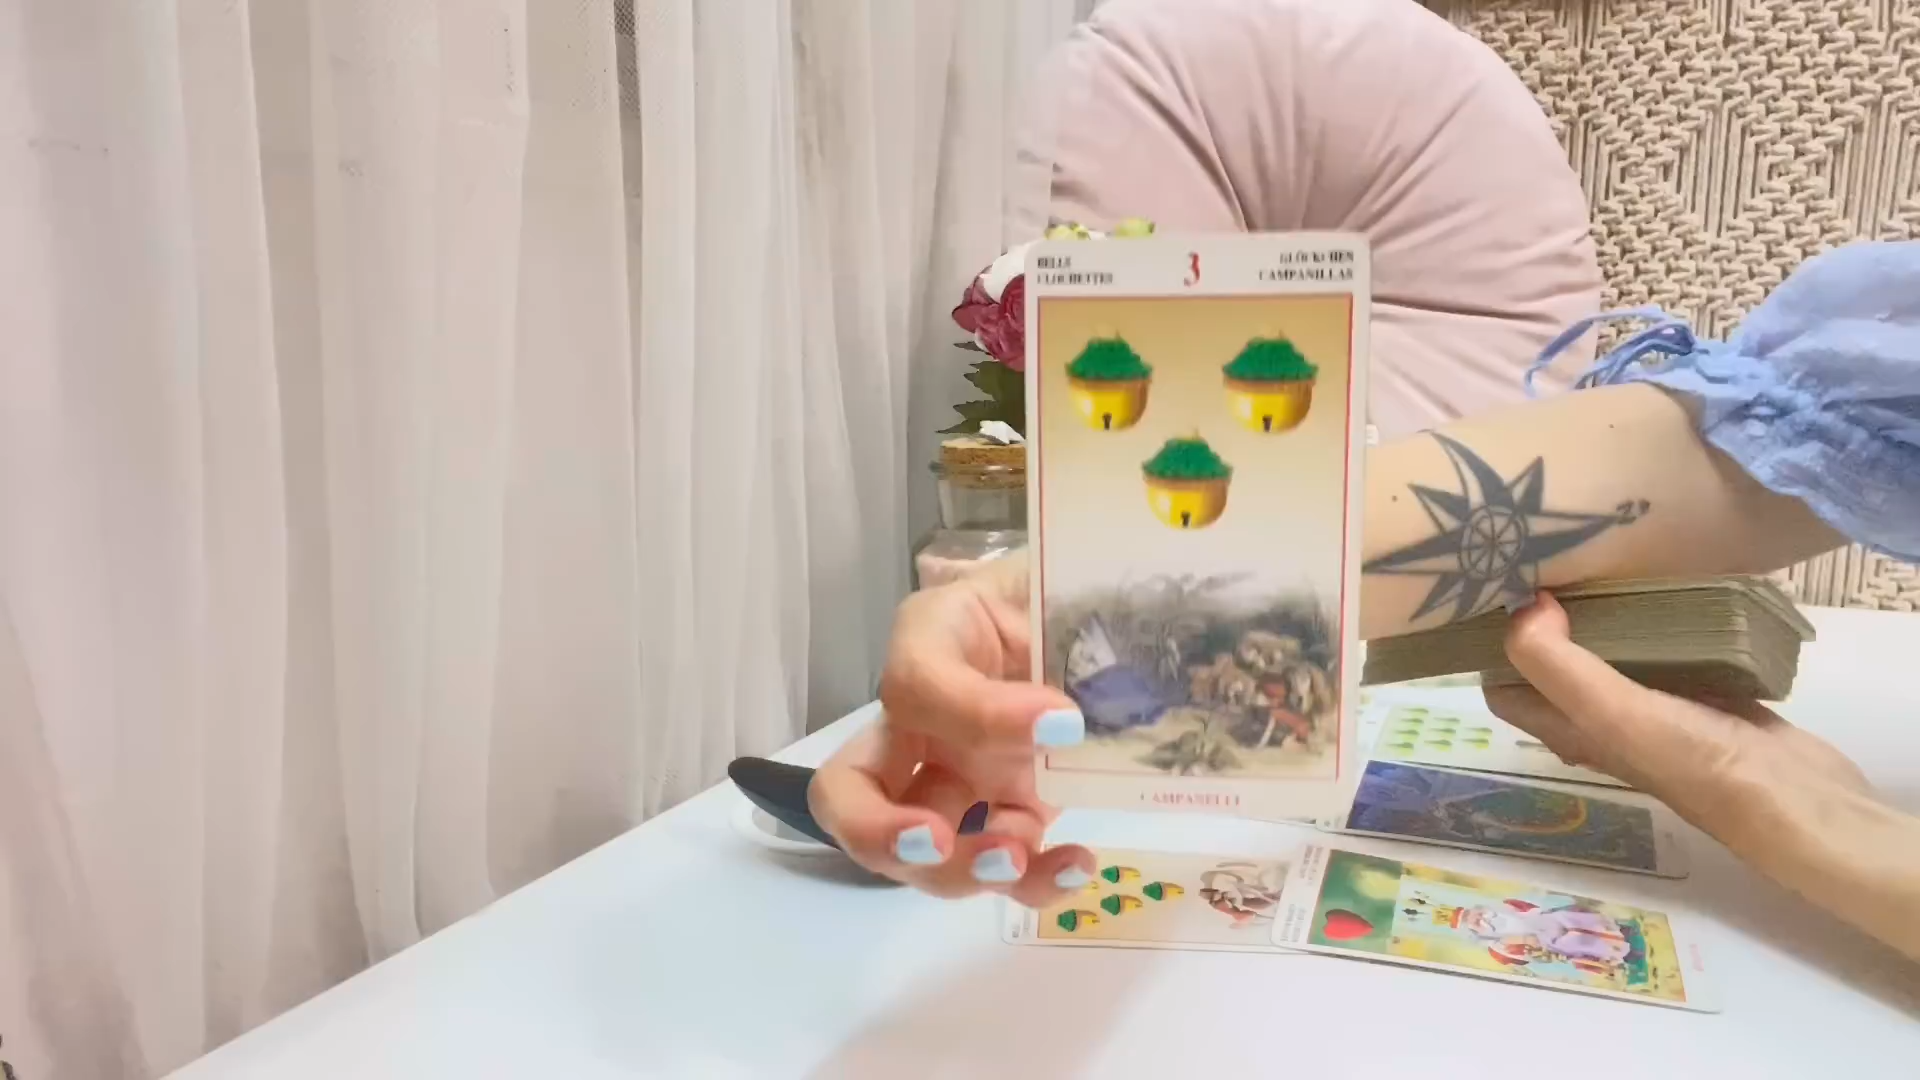 BELLS
CLOCHETTES
3
GLÖCKCHEN
CAMPANILLAS
CAMPANELLI